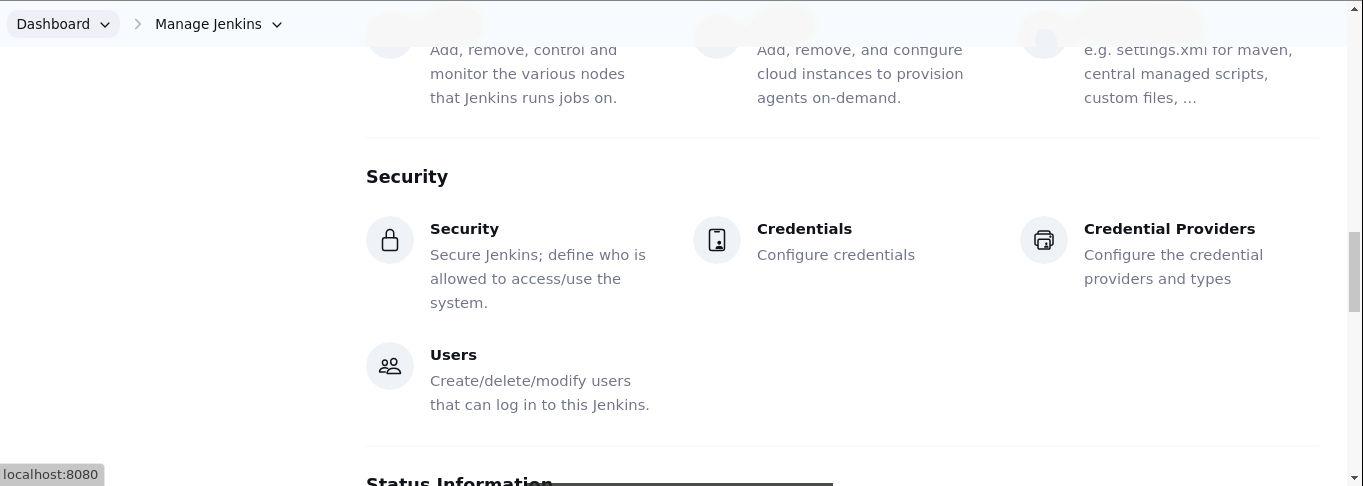 Dashboard
Manage Jenkins
Add, remove, control and
monitor the various nodes
that Jenkins runs jobs on.
Add, remove, and configure
cloud instances to provision
agents on-demand.
e.g. settings.xml for maven,
central managed scripts,
custom files, ...
Security
Security
Secure Jenkins; define who is
allowed to access/use the
system.
Credentials
Configure credentials
Credential Providers
Configure the credential
providers and types
Users
Create/delete/modify users
that can log in to this Jenkins.
localhost:8080
Status Information